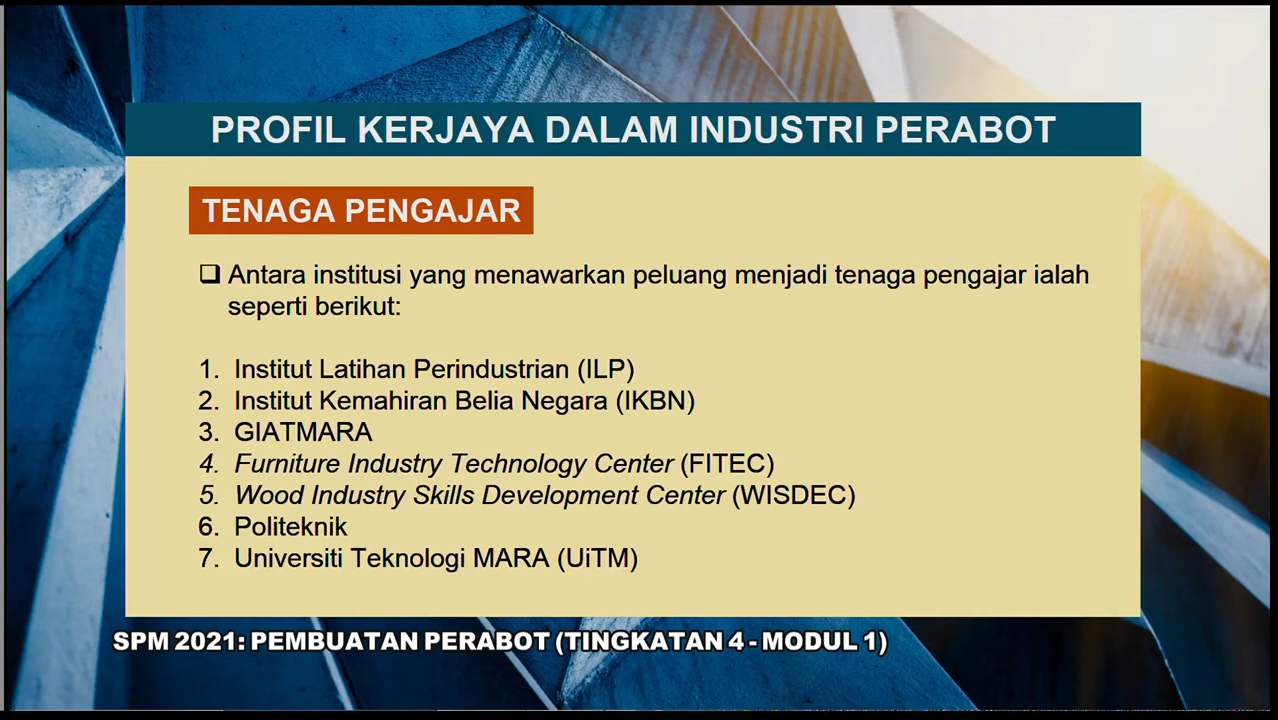 PROFIL KERJAYA DALAM INDUSTRI PERABOT
TENAGA PENGAJAR
❑ Antara institusi yang menawarkan peluang menjadi tenaga pengajar ialah
seperti berikut:
1. Institut Latihan Perindustrian (ILP)
2. Institut Kemahiran Belia Negara (IKBN)
3. GIATMARA
4. Furniture Industry Technology Center (FITEC)
5. Wood Industry Skills Development Center (WISDEC)
6. Politeknik
7. Universiti Teknologi MARA (UiTM)
SPM 2021: PEMBUATAN PERABOT (TINGKATAN 4 - MODUL 1)